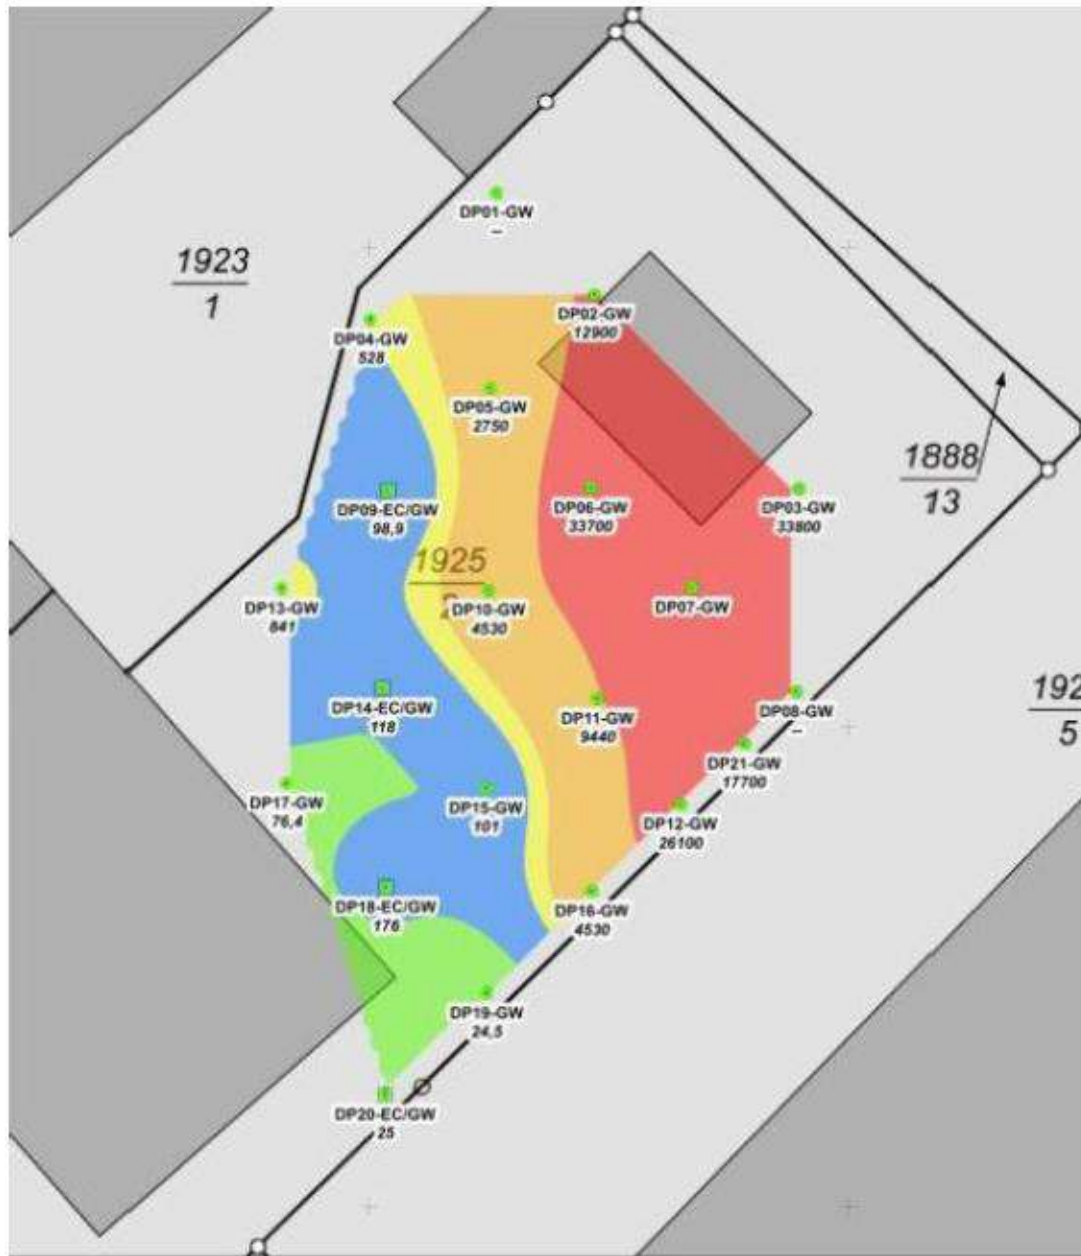 DP01-GW
–
1923
1
DP02-GW
12900
DP04-GW
528
DP05-GW
2750
1888
13
DP09-EC/GW
98,9
DP06-GW
33700
DP03-GW
33800
1925
2
DP13-GW
841
DP10-GW
4530
DP07-GW
DP14-EC/GW
118
DP11-GW
9440
DP08-GW
–
192
5
DP21-GW
17700
DP17-GW
76,4
DP15-GW
101
DP12-GW
26100
DP18-EC/GW
176
DP16-GW
4530
DP19-GW
24,5
DP20-EC/GW
25